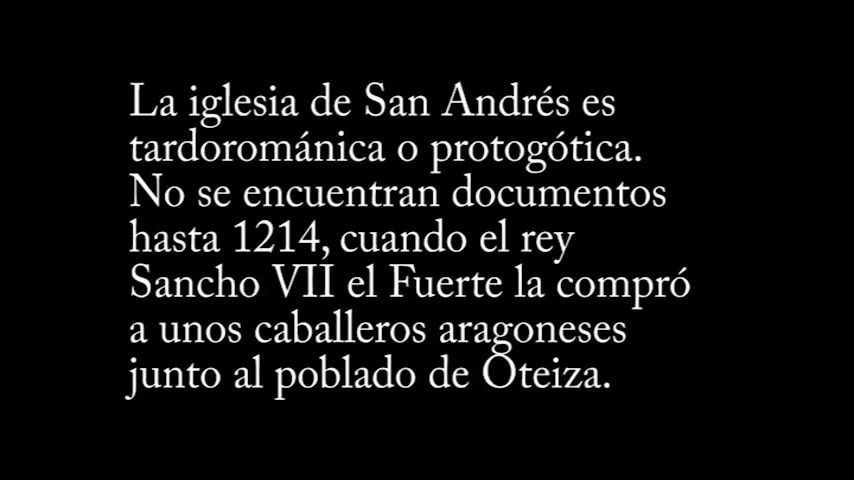 La iglesia de San Andrés es
tardorománica o protogótica.
No se encuentran documentos
hasta 1214, cuando el rey
Sancho VII el Fuerte la compró
a unos caballeros aragoneses
junto al poblado de Oteiza.